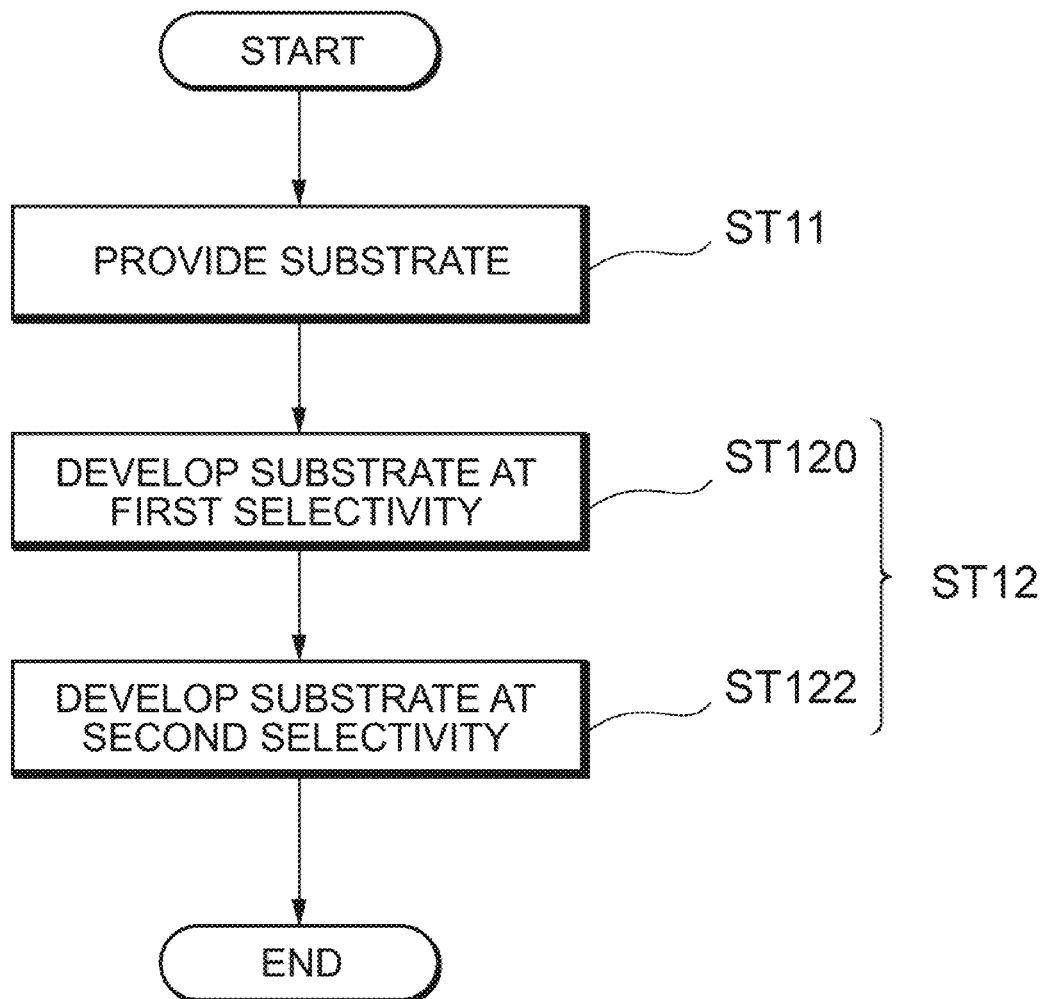 START
PROVIDE SUBSTRATE
ST11
DEVELOP SUBSTRATE AT
FIRST SELECTIVITY
ST120
ST12
DEVELOP SUBSTRATE AT
SECOND SELECTIVITY
ST122
END